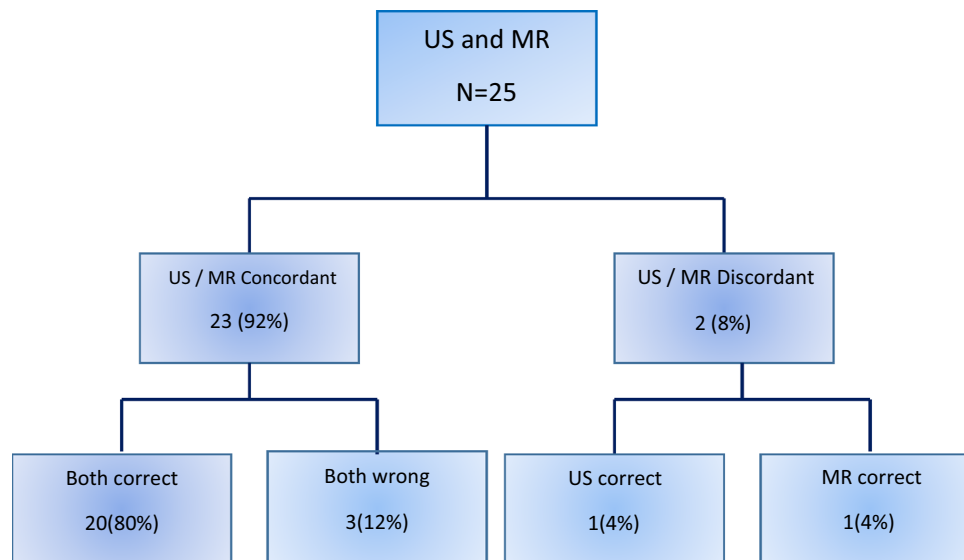 US and MR
N=25
US / MR Concordant
23 (92%)
US / MR Discordant
2 (8%)
Both correct
20(80%)
Both wrong
3(12%)
US correct
1(4%)
MR correct
1(4%)